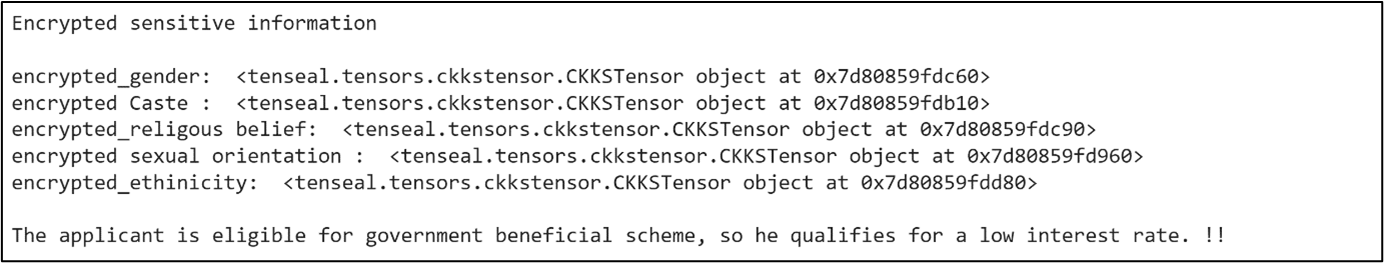 Encrypted sensitive information
encrypted_gender:  <tenseal.tensors.ckkstensor.CKKSTensor object at 0x7d80859fdc60>
encrypted Caste :  <tenseal.tensors.ckkstensor.CKKSTensor object at 0x7d80859fdb10>
encrypted_religous belief:  <tenseal.tensors.ckkstensor.CKKSTensor object at 0x7d80859fdc90>
encrypted sexual orientation :  <tenseal.tensors.ckkstensor.CKKSTensor object at 0x7d80859fd960>
encrypted_ethinicity:  <tenseal.tensors.ckkstensor.CKKSTensor object at 0x7d80859fdd80>
The applicant is eligible for government beneficial scheme, so he qualifies for a low interest rate. !!